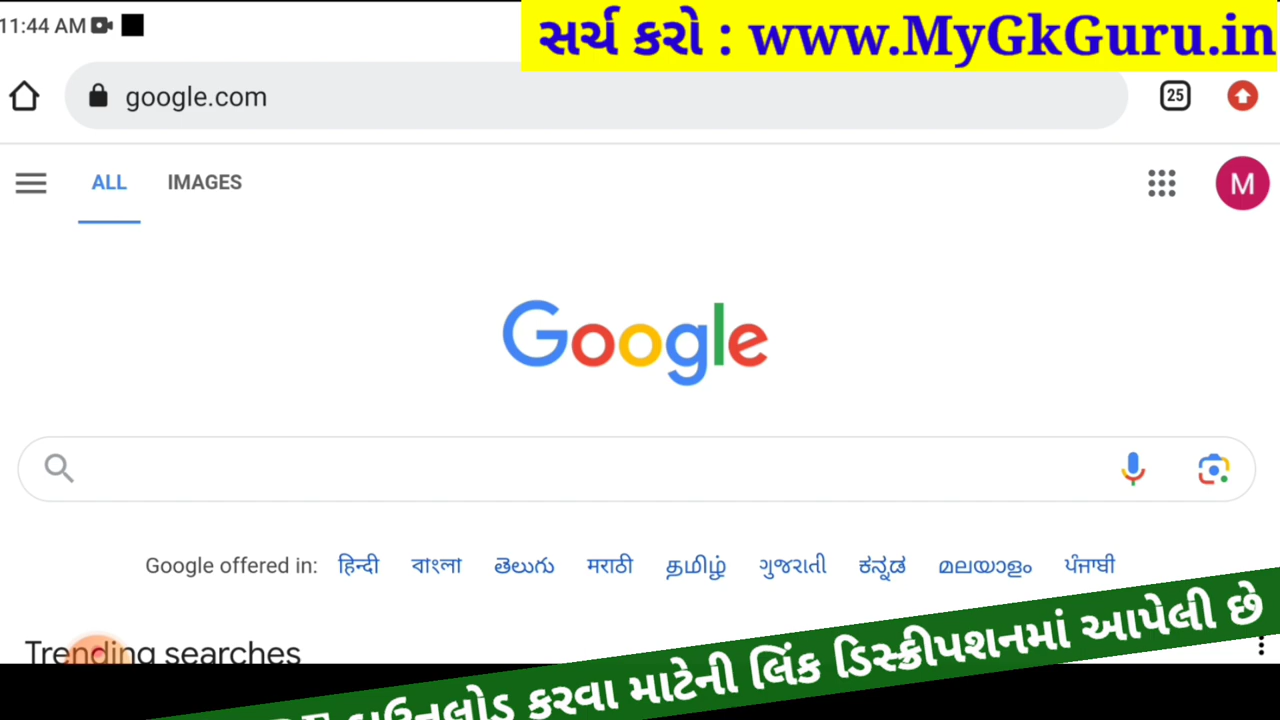 11:44 AM
સર્ચ કરો : www.MyGkGuru.in
google.com
25
ALL IMAGES
M
Google
Google offered in: हिन्दी বাংলা తెలుగు मराठी தமிழ் ગુજરાતી ಕನ್ನಡ മലയാളം ਪੰਜਾਬੀ
Trending searches
ડાઉનલોડ કરવા માટેની લિંક ડિસ્ક્રીપશનમાં આપેલી છે